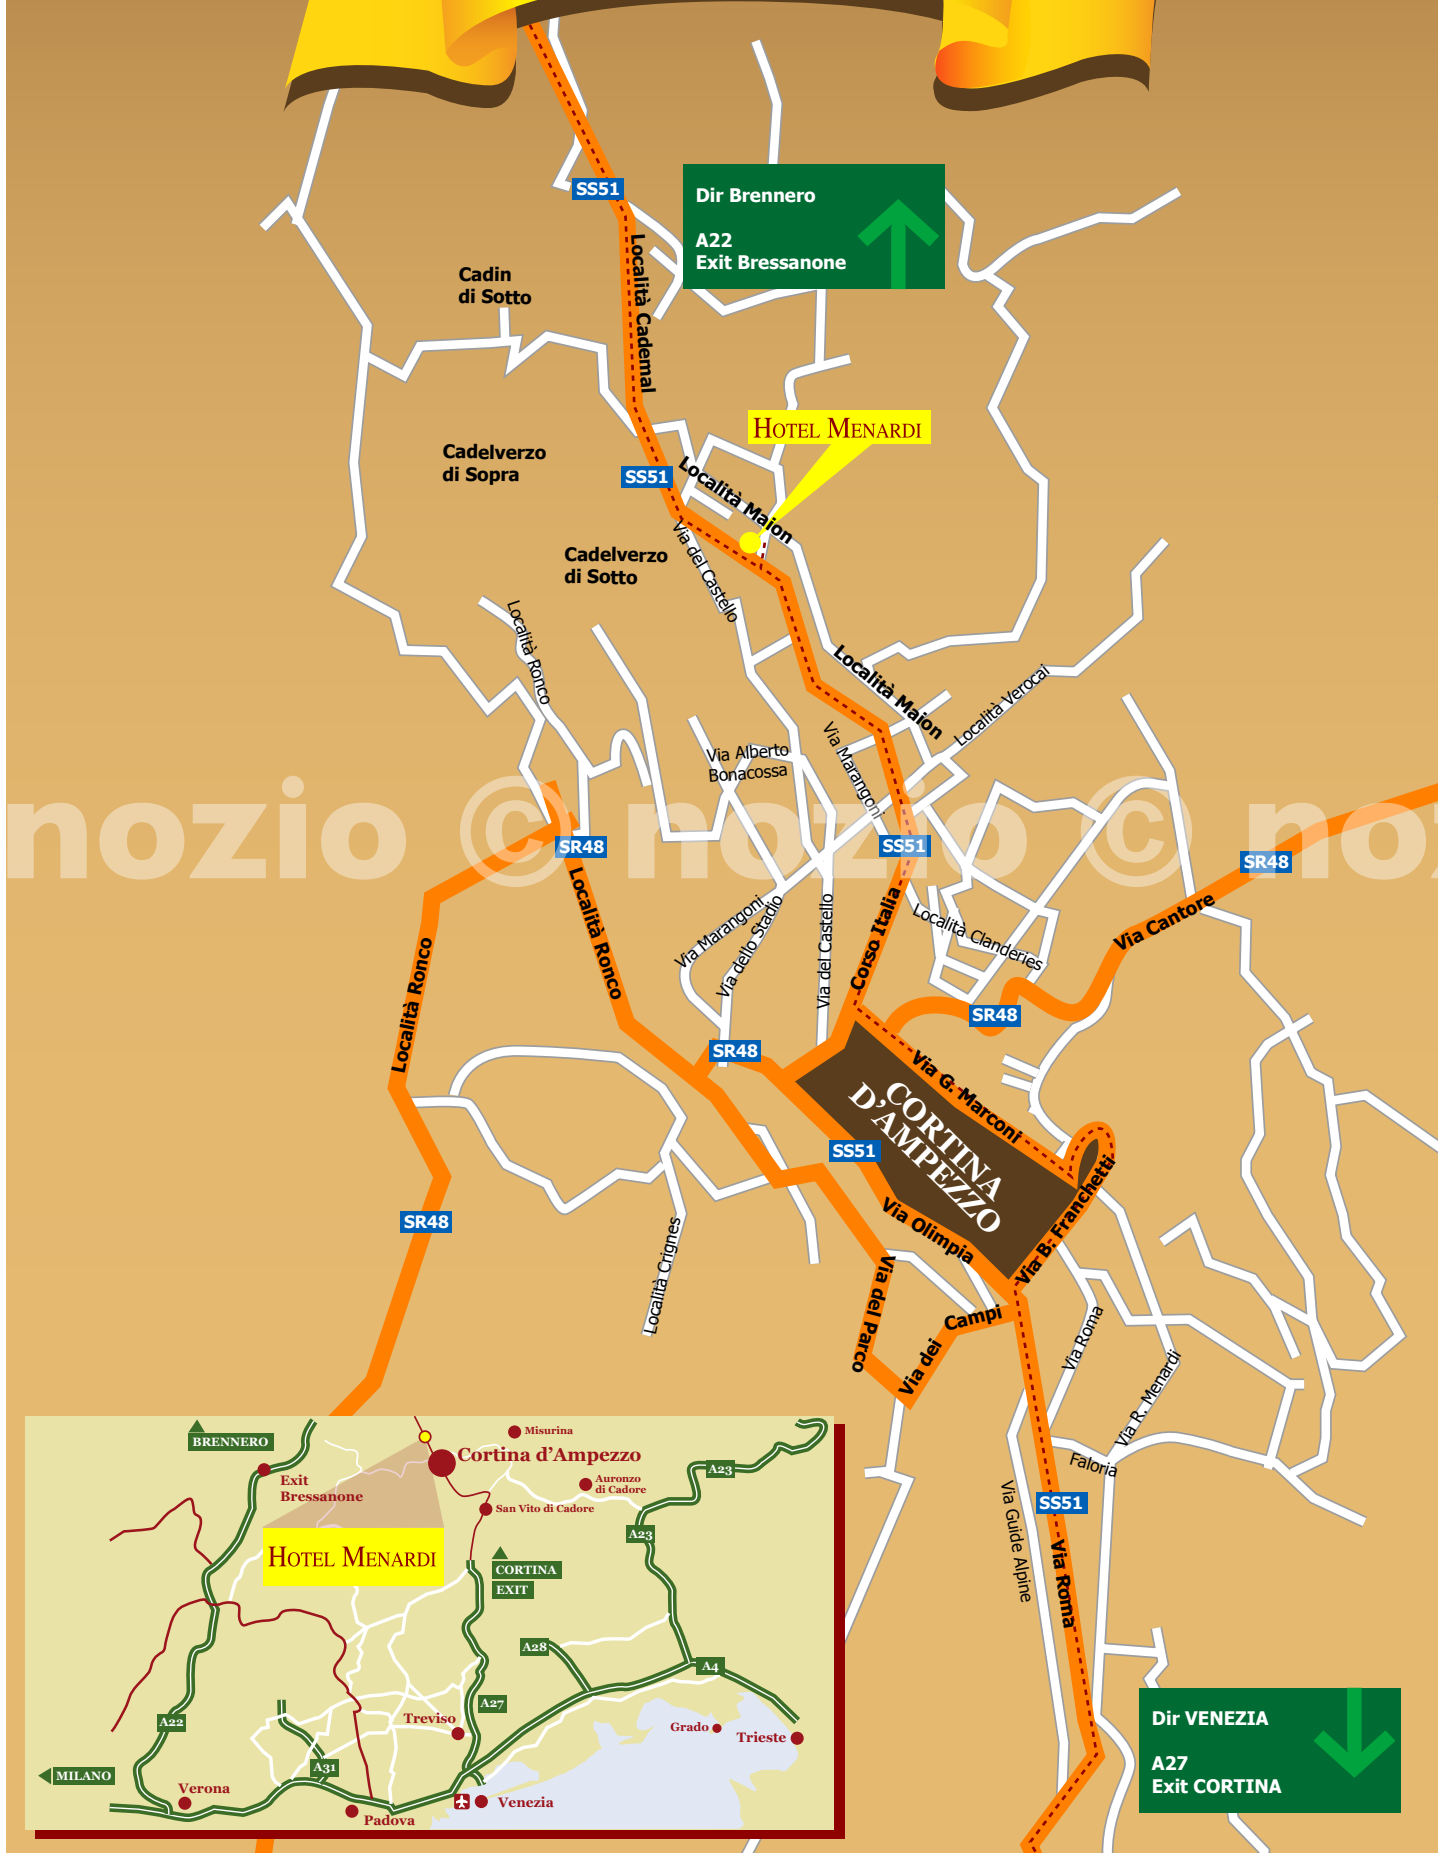 SS51
Dir Brennero
A22
Exit Bressanone
Località Cademal
Cadin
di Sotto
HOTEL MENARDI
Cadelverzo
di Sopra
SS51
Località Maion
Via del Castello
Cadelverzo
di Sotto
Località Ronco
Località Maion
Località Verocai
Via Marangoni
Via Alberto
Bonacossa
nozio © nozio © noz
SR48
SS51
SR48
Località Ronco
Corso Italia
Via Cantore
Via Marangoni
Via dello Stadio
Via del Castello
Località Clanderies
Località Ronco
SR48
SR48
Via G. Marconi
CORTINA
D'AMPEZZO
SS51
Via B. Franchetti
SR48
Via Olimpia
Località Crignes
Via del Parco
Via dei
Campi
Via Roma
Via R. Menardi
Faloria
Via Guide Alpine
SS51
Via Roma
Dir VENEZIA
A27
Exit CORTINA
BRENNERO
Misurina
Cortina d'Ampezzo
Exit
Bressanone
Auronzo
di Cadore
A23
San Vito di Cadore
A23
HOTEL MENARDI
CORTINA
EXIT
A28
A4
A27
A22
Treviso
Grado
Trieste
A31
MILANO
Verona
Padova
Venezia